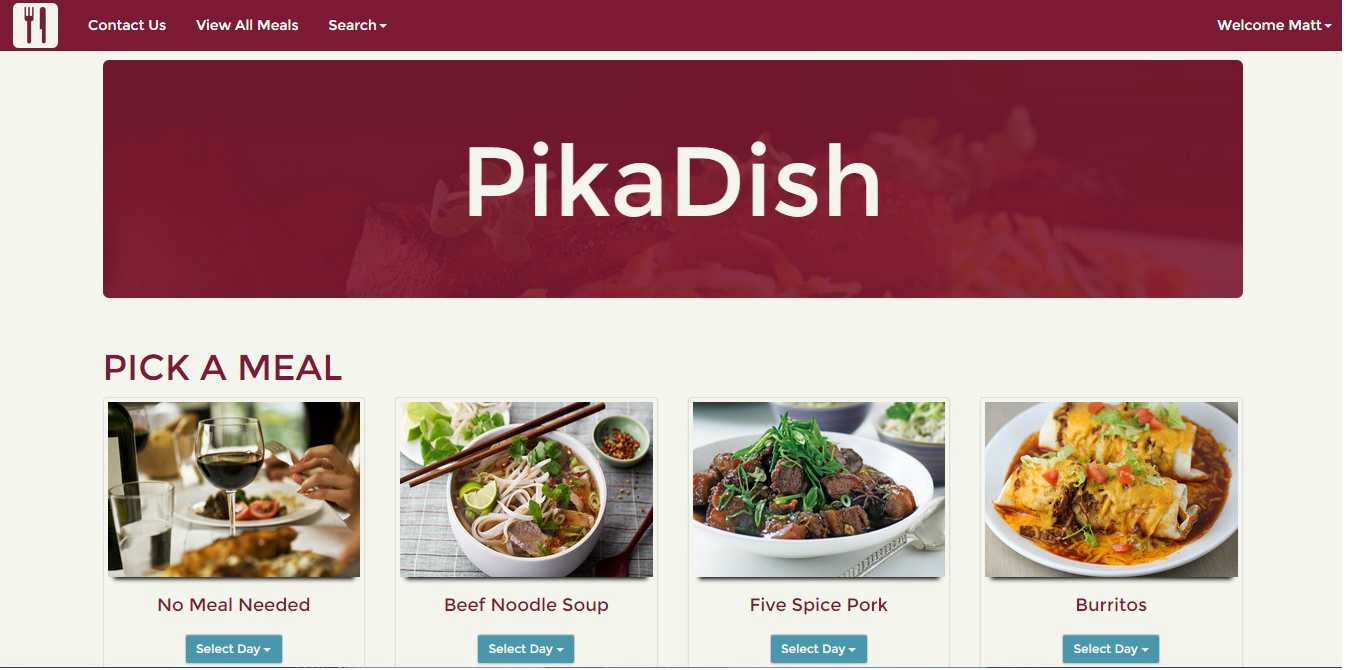 Contact Us View All Meals Search Welcome Matt
PikaDish
PICK A MEAL
No Meal Needed Beef Noodle Soup Five Spice Pork Burritos
Select Day Select Day Select Day Select Day